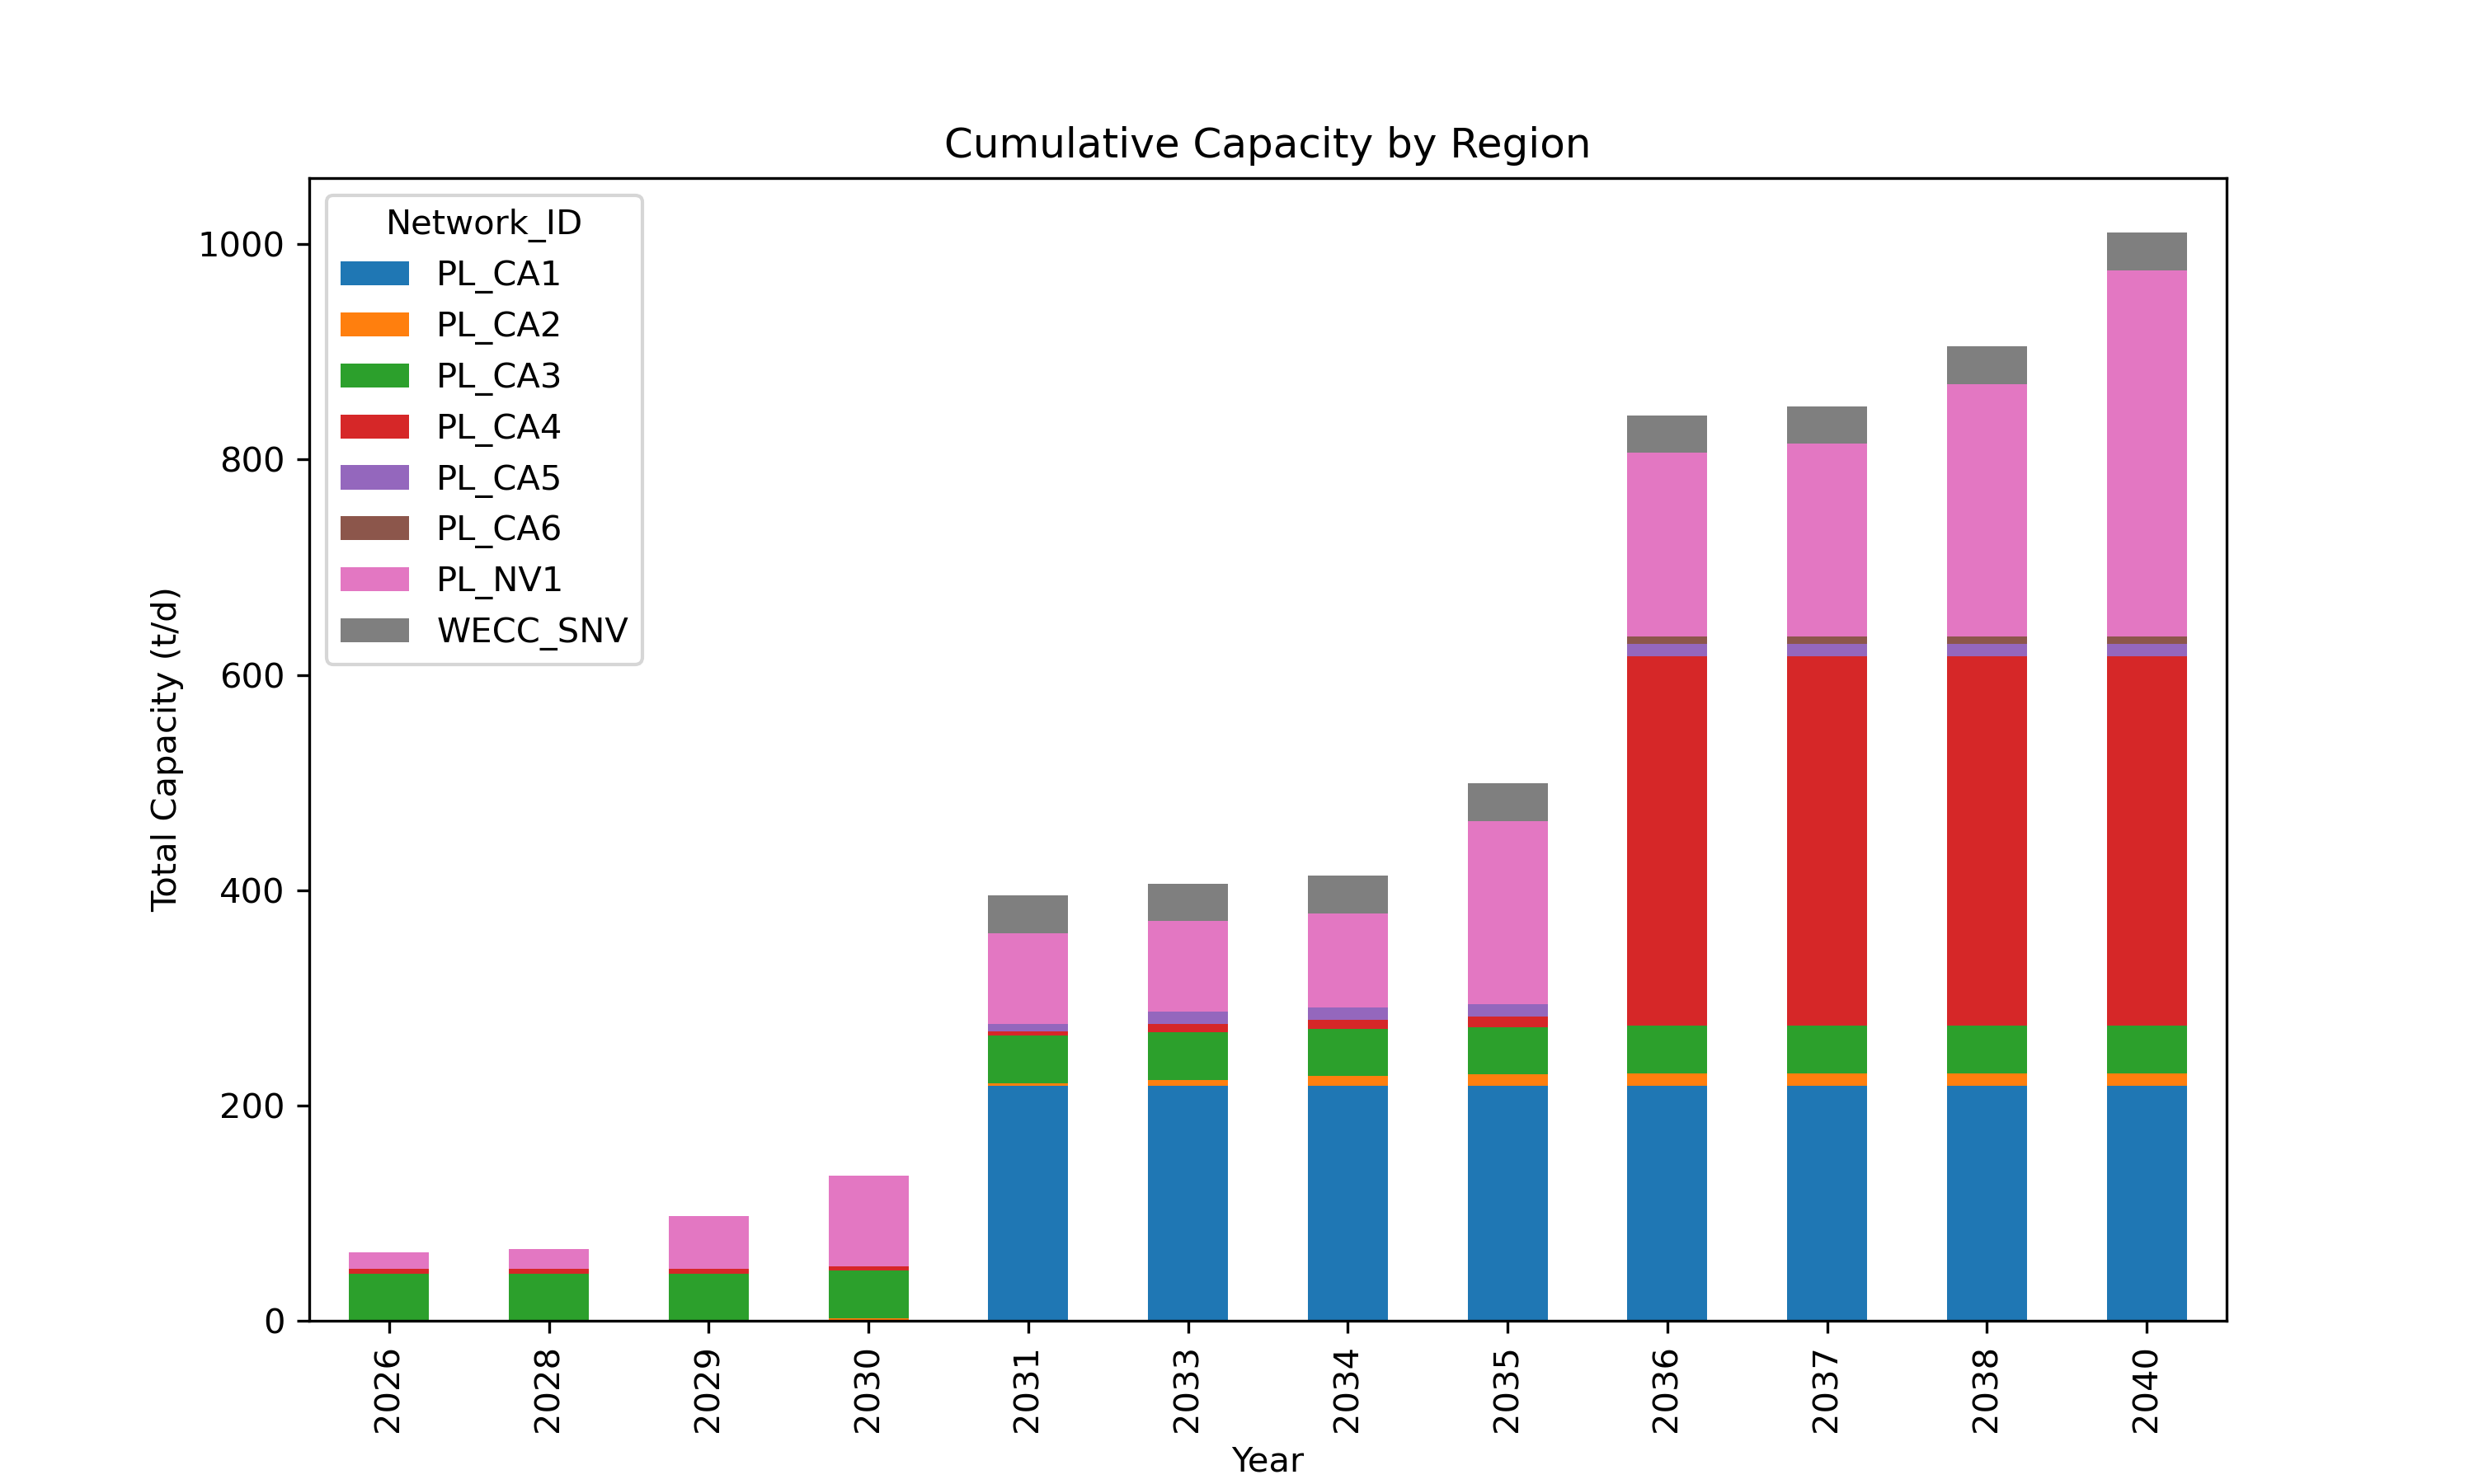 Cumulative Capacity by Region
Network_ID
PL_CA1
PL_CA2
PL_CA3
PL_CA4
PL_CA5
PL_CA6
PL_NV1
WECC_SNV
Total Capacity (t/d)
1000
800
600
400
200
0
2026
2028
2029
2030
2031
2033
2034
2035
2036
2037
2038
2040
Year